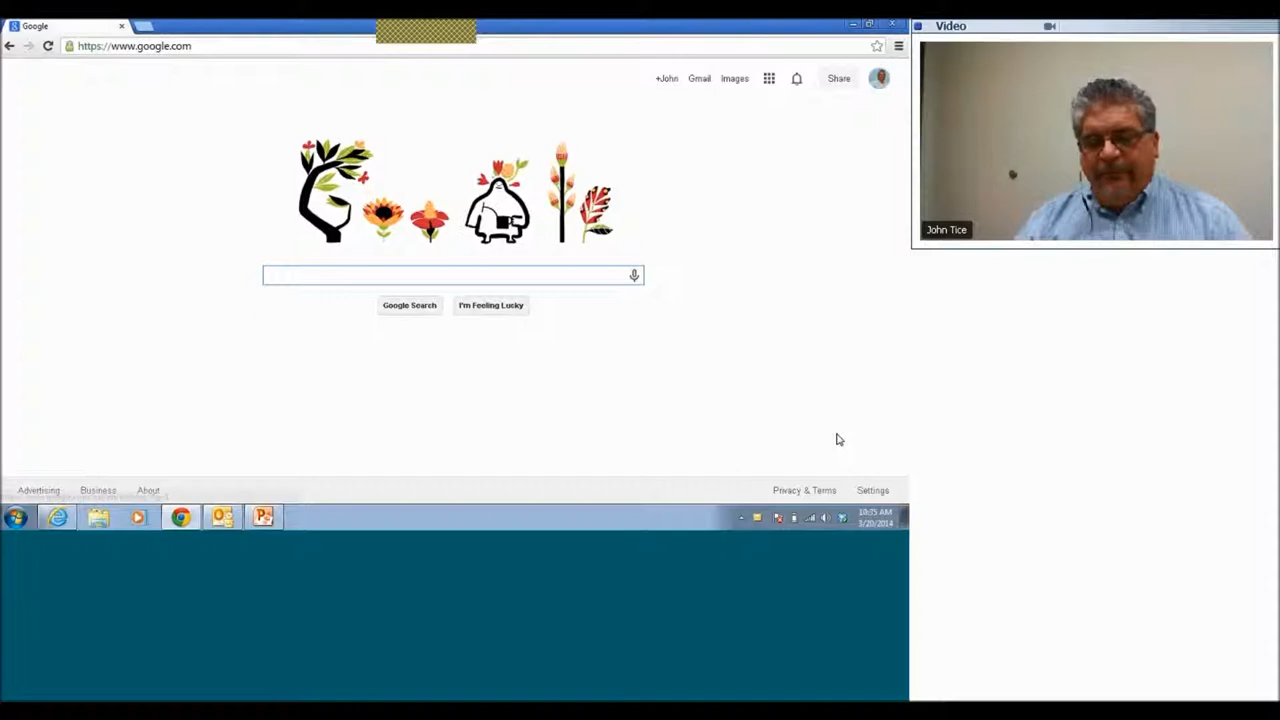 Google
https://www.google.com
+John Gmail Images Share
Google Search I'm Feeling Lucky
Advertising Business About Privacy & Terms Settings
10:35 AM
3/20/2014
Video
John Tice